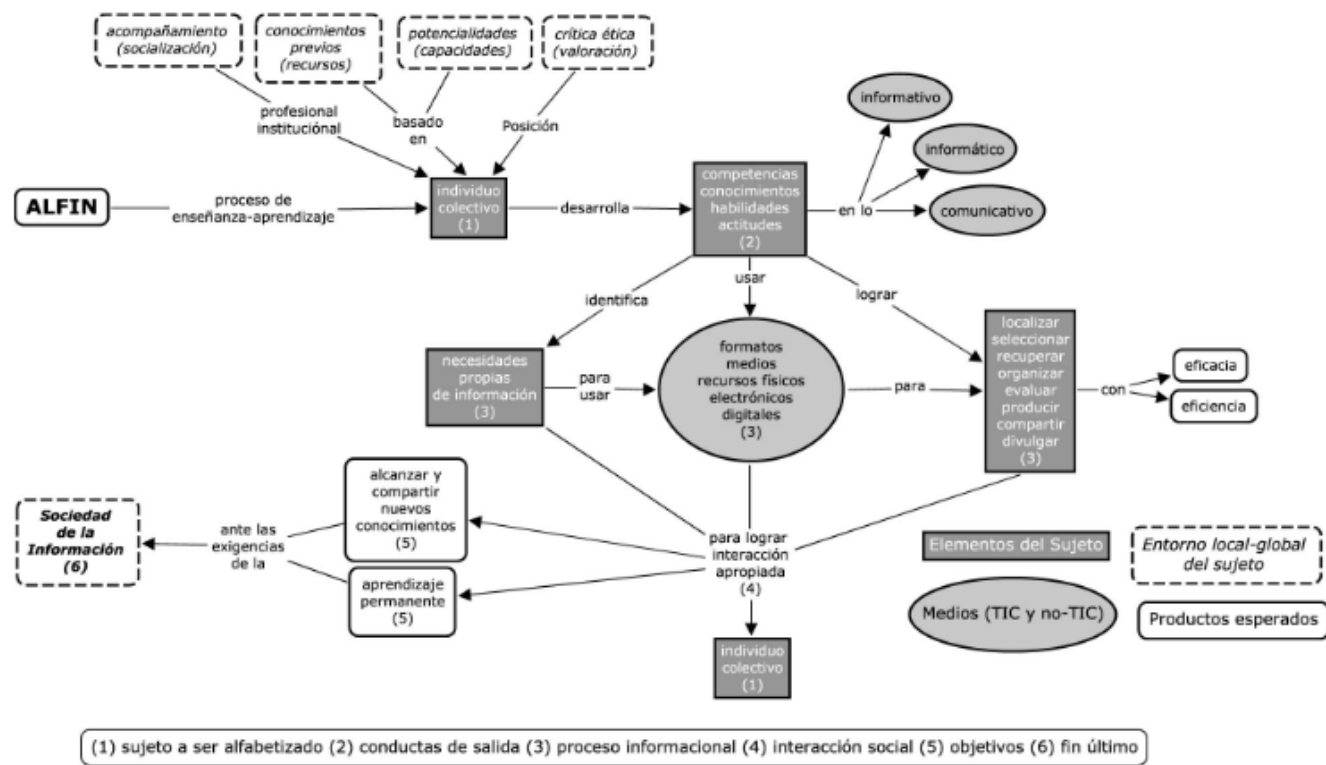 acompañamiento
(socialización)
conocimientos
previos
(recursos)
potencialidades
(capacidades)
crítica ética
(valoración)
profesional
instituciónal
basado
en
Posición
informativo
informático
comunicativo
ALFIN
proceso de
enseñanza-aprendizaje
individuo
colectivo
(1)
desarrolla
competencias
conocimientos
habilidades
actitudes
(2)
en lo
identifica
usar
lograr
necesidades
propias
de información
(3)
para
usar
formatos
medios
recursos físicos
electrónicos
digitales
(3)
para
localizar
seleccionar
recuperar
organizar
evaluar
producir
compartir
divulgar
(3)
con
eficacia
eficiencia
Sociedad
de la
Información
(6)
ante las
exigencias
de la
alcanzar y
compartir
nuevos
conocimientos
(5)
aprendizaje
permanente
(5)
para lograr
interacción
apropiada
(4)
individuo
colectivo
(1)
Elementos del Sujeto
Entorno local-global
del sujeto
Medios (TIC y no-TIC)
Productos esperados
(1) sujeto a ser alfabetizado (2) conductas de salida (3) proceso informacional (4) interacción social (5) objetivos (6) fin último